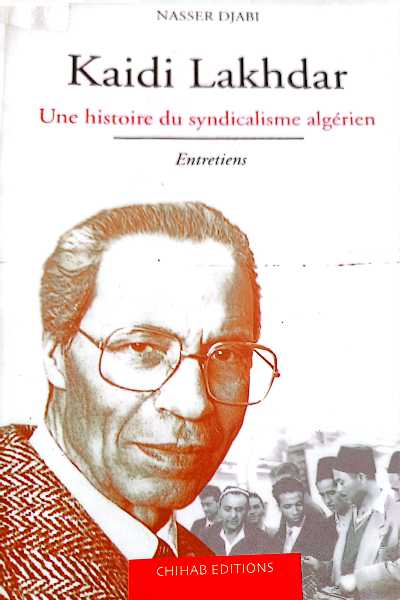 NASSER DJABI
Kaidi Lakhdar
Une histoire du syndicalisme algérien
Entretiens
CHIHAB EDITIONS